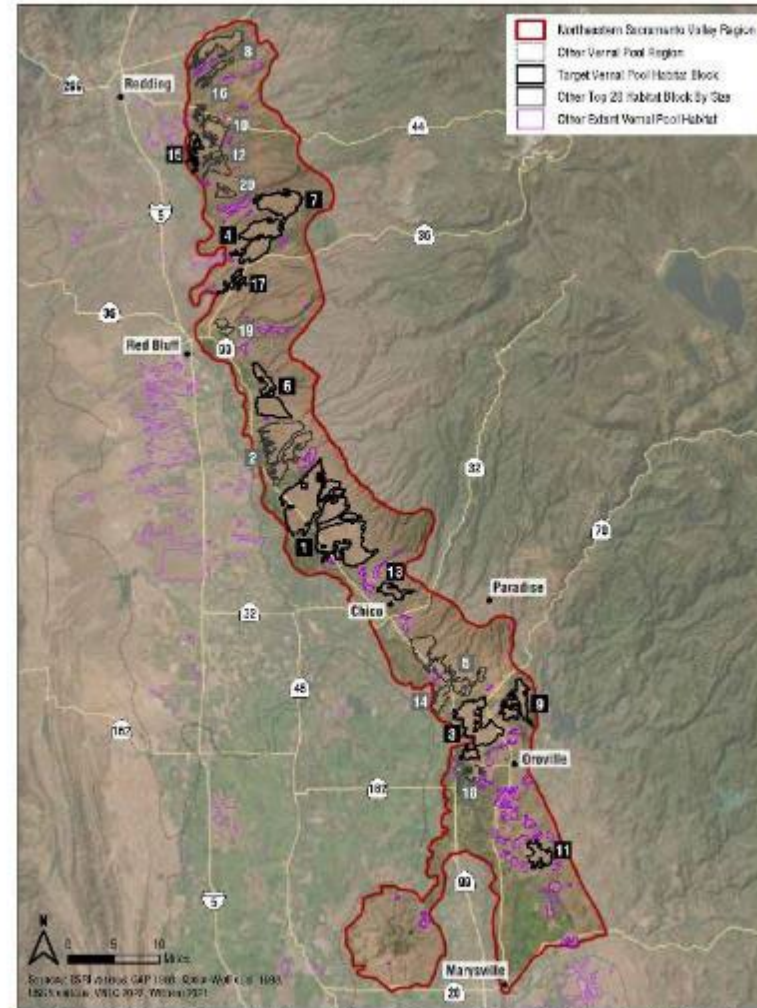 Northeastern Sacramento Valley Region
Other Vernal Pool Region
Target Vernal Pool Habitat Block
Other Top 20 Habitat Block By Size
Other Extant Vernal Pool Habitat
8
Redding
16
44
15
12
20
5
7
4
36
17
36
19
Red Bluff
99
6
2
32
1
70
13
Paradise
Chico
32
45
14
9
162
3
Oroville
162
11
99
5
N
0 5 10
Miles
Marysville
20